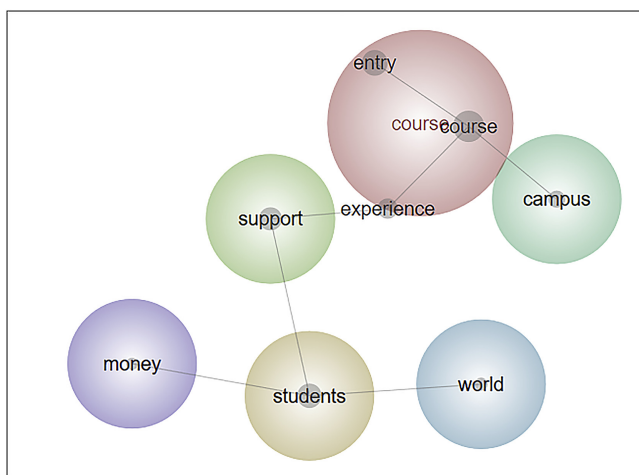 entry
course course
campus
experience
support
money
students
world